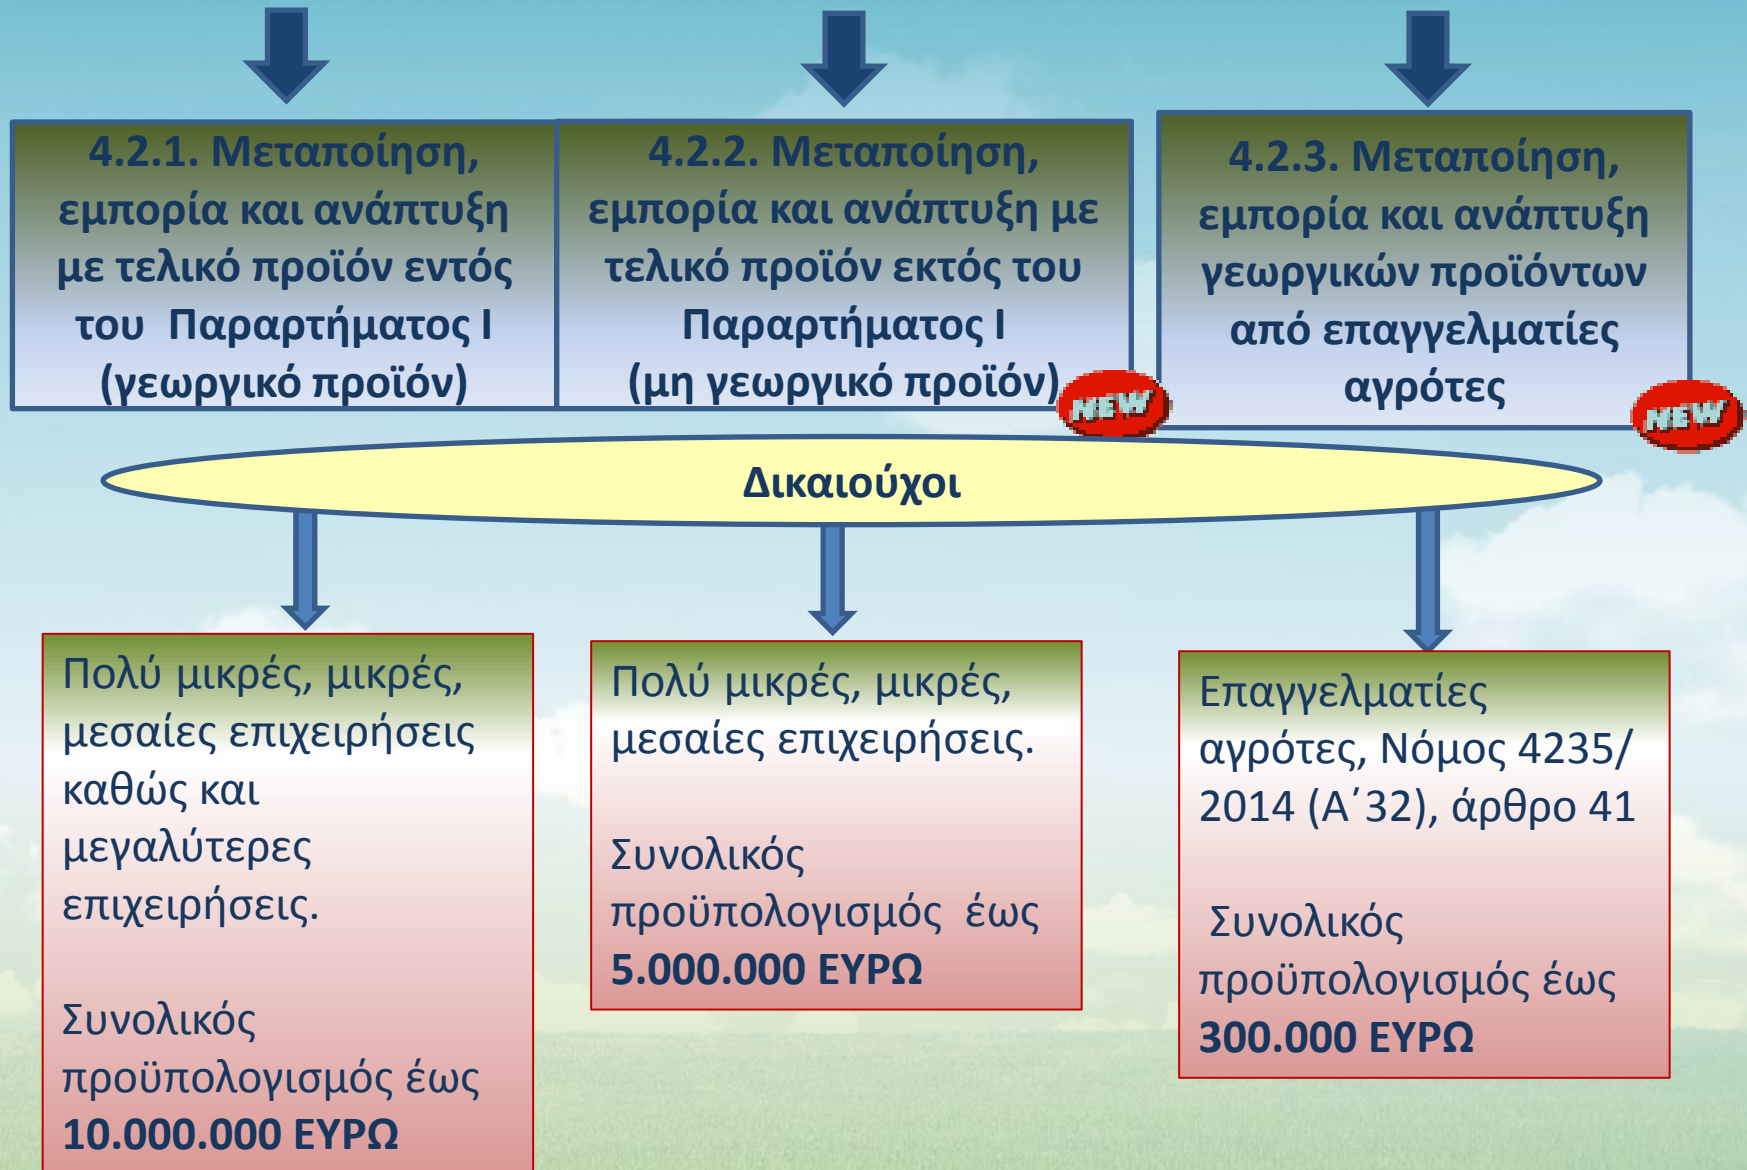 4.2.1. Μεταποίηση,
εμπορία και ανάπτυξη
με τελικό προϊόν εντός
του Παραρτήματος Ι
(γεωργικό προϊόν)
4.2.2. Μεταποίηση,
εμπορία και ανάπτυξη με
τελικό προϊόν εκτός του
Παραρτήματος Ι
(μη γεωργικό προϊόν)
NEW
4.2.3. Μεταποίηση,
εμπορία και ανάπτυξη
γεωργικών προϊόντων
από επαγγελματίες
αγρότες
NEW
Δικαιούχοι
Πολύ μικρές, μικρές,
μεσαίες επιχειρήσεις
καθώς και
μεγαλύτερες
επιχειρήσεις.
Συνολικός
προϋπολογισμός έως
10.000.000 ΕΥΡΩ
Πολύ μικρές, μικρές,
μεσαίες επιχειρήσεις.
Συνολικός
προϋπολογισμός έως
5.000.000 ΕΥΡΩ
Επαγγελματίες
αγρότες, Νόμος 4235/
2014 (Α΄32), άρθρο 41
Συνολικός
προϋπολογισμός έως
300.000 ΕΥΡΩ